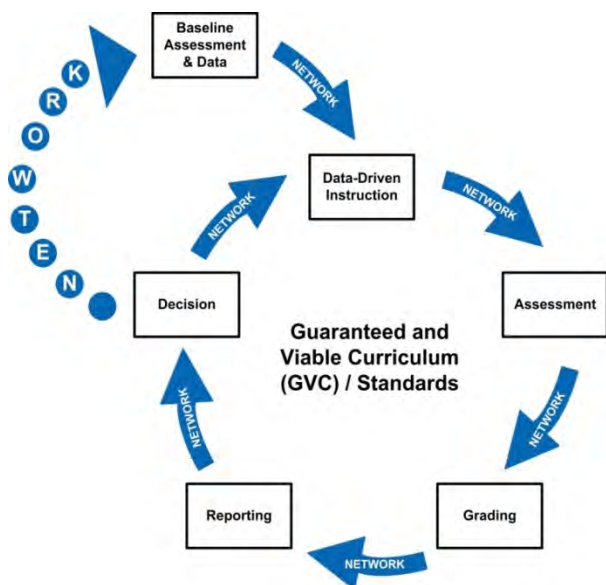 Baseline
Assessment
& Data
NETWORK
Data-Driven
Instruction
NETWORK
Assessment
NETWORK
Grading
NETWORK
Reporting
NETWORK
Decision
NETWORK
NETWORK
Guaranteed and
Viable Curriculum
(GVC) / Standards